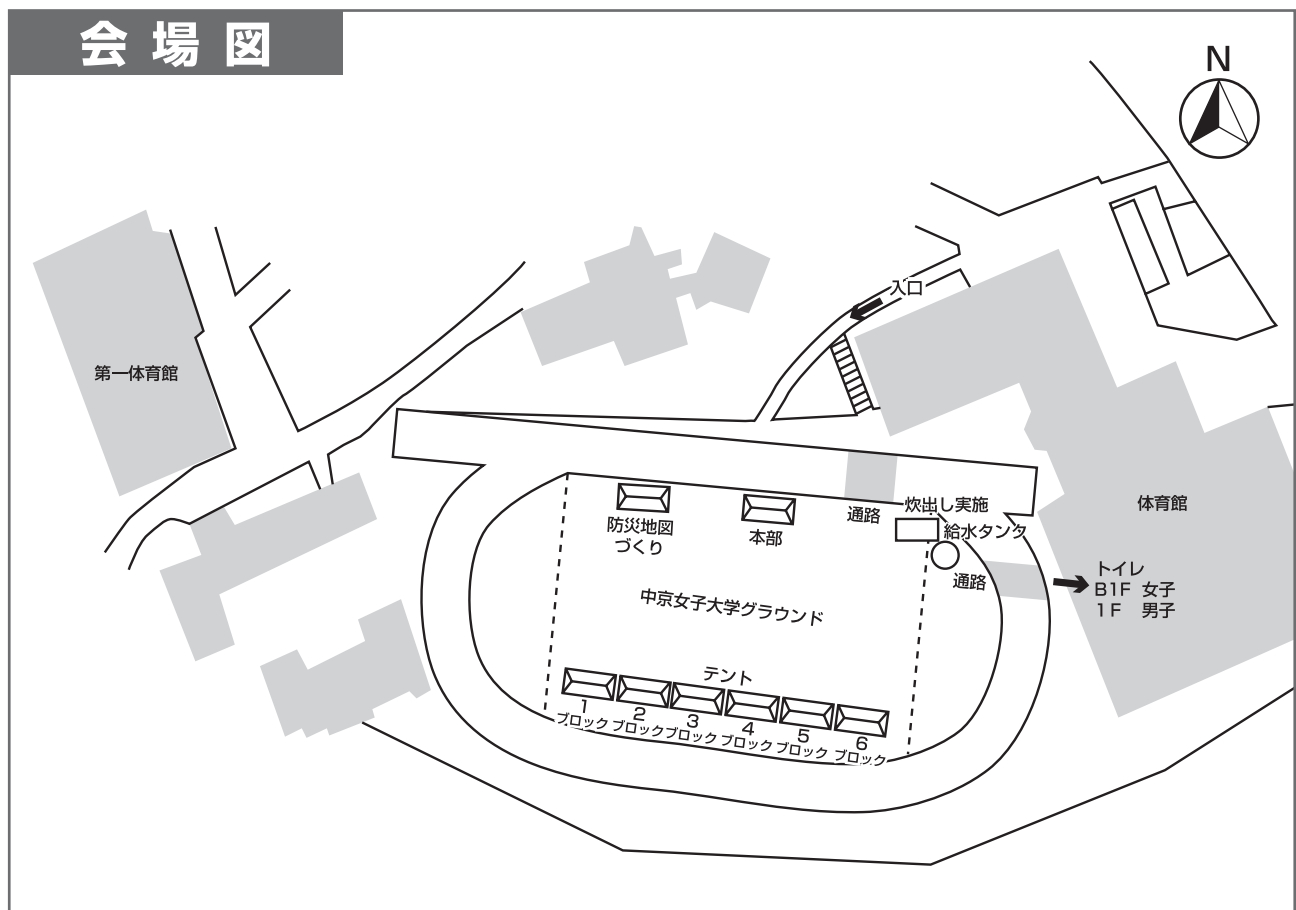 会場図
N
入口
第一体育館
炊出し実施
体育館
防災地図
づくり
本部
通路
給水タンク
通路
トイレ
B1F 女子
1F 男子
中京女子大学グラウンド
テント
1
ブロック
2
ブロック
3
ブロック
4
ブロック
5
ブロック
6
ブロック